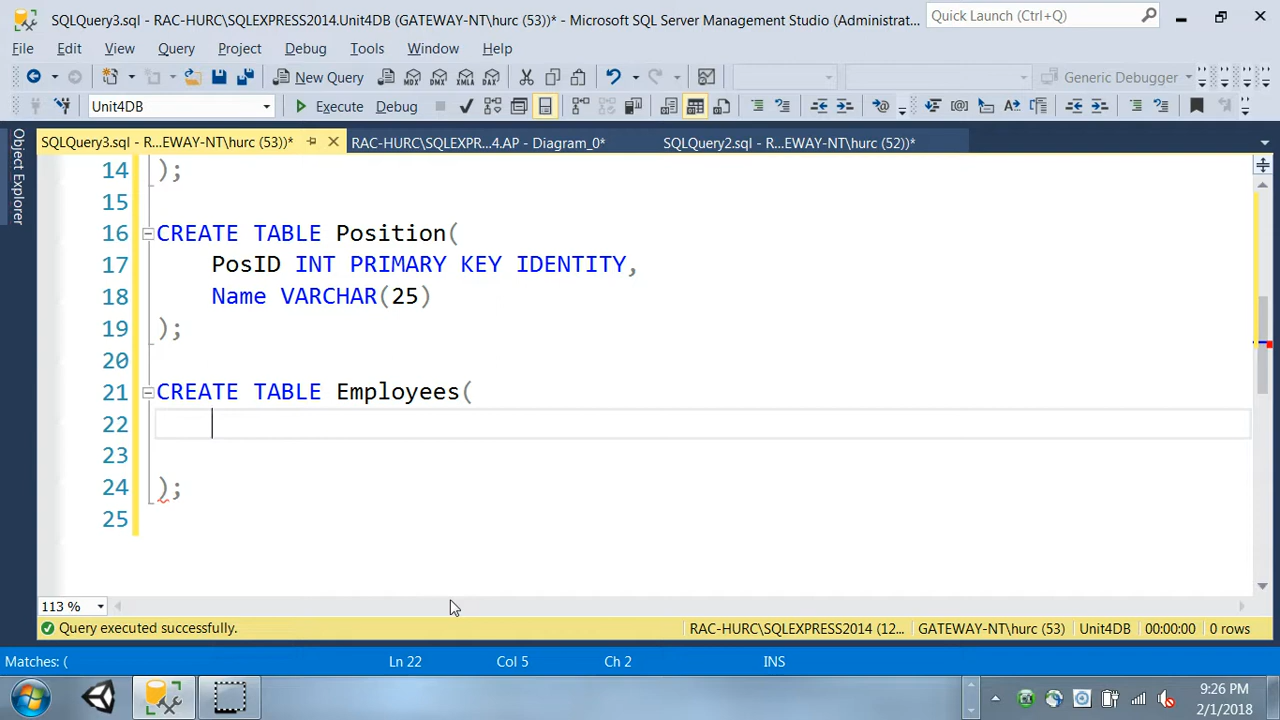 SQLQuery3.sql - RAC-HURC\SQLEXPRESS2014.Unit4DB (GATEWAY-NT\hurc (53))* - Microsoft SQL Server Management Studio (Administrat...
Quick Launch (Ctrl+Q)
File Edit View Query Project Debug Tools Window Help
New Query
Generic Debugger
Unit4DB
Execute Debug
SQLQuery3.sql - R...EWAY-NT\hurc (53))*
RAC-HURC\SQLEXPR...4.AP - Diagram_0*
SQLQuery2.sql - R...EWAY-NT\hurc (52))*
Object Explorer
14 );
15
16 CREATE TABLE Position(
17 PosID INT PRIMARY KEY IDENTITY,
18 Name VARCHAR(25)
19 );
20
21 CREATE TABLE Employees(
22
23
24 );
25
113 %
Query executed successfully.
RAC-HURC\SQLEXPRESS2014 (12...
GATEWAY-NT\hurc (53)
Unit4DB
00:00:00
0 rows
Matches: (
Ln 22
Col 5
Ch 2
INS
9:26 PM
2/1/2018